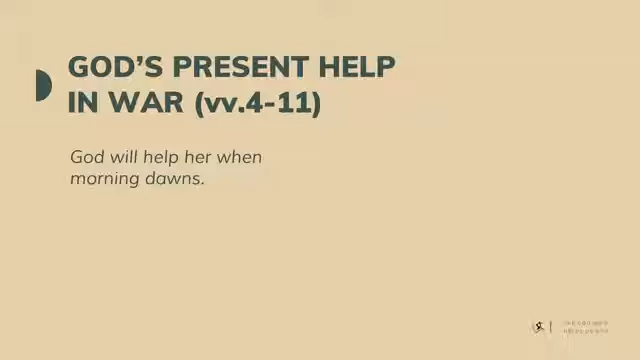 GOD’S PRESENT HELP
IN WAR (vv.4-11)
God will help her when
morning dawns.